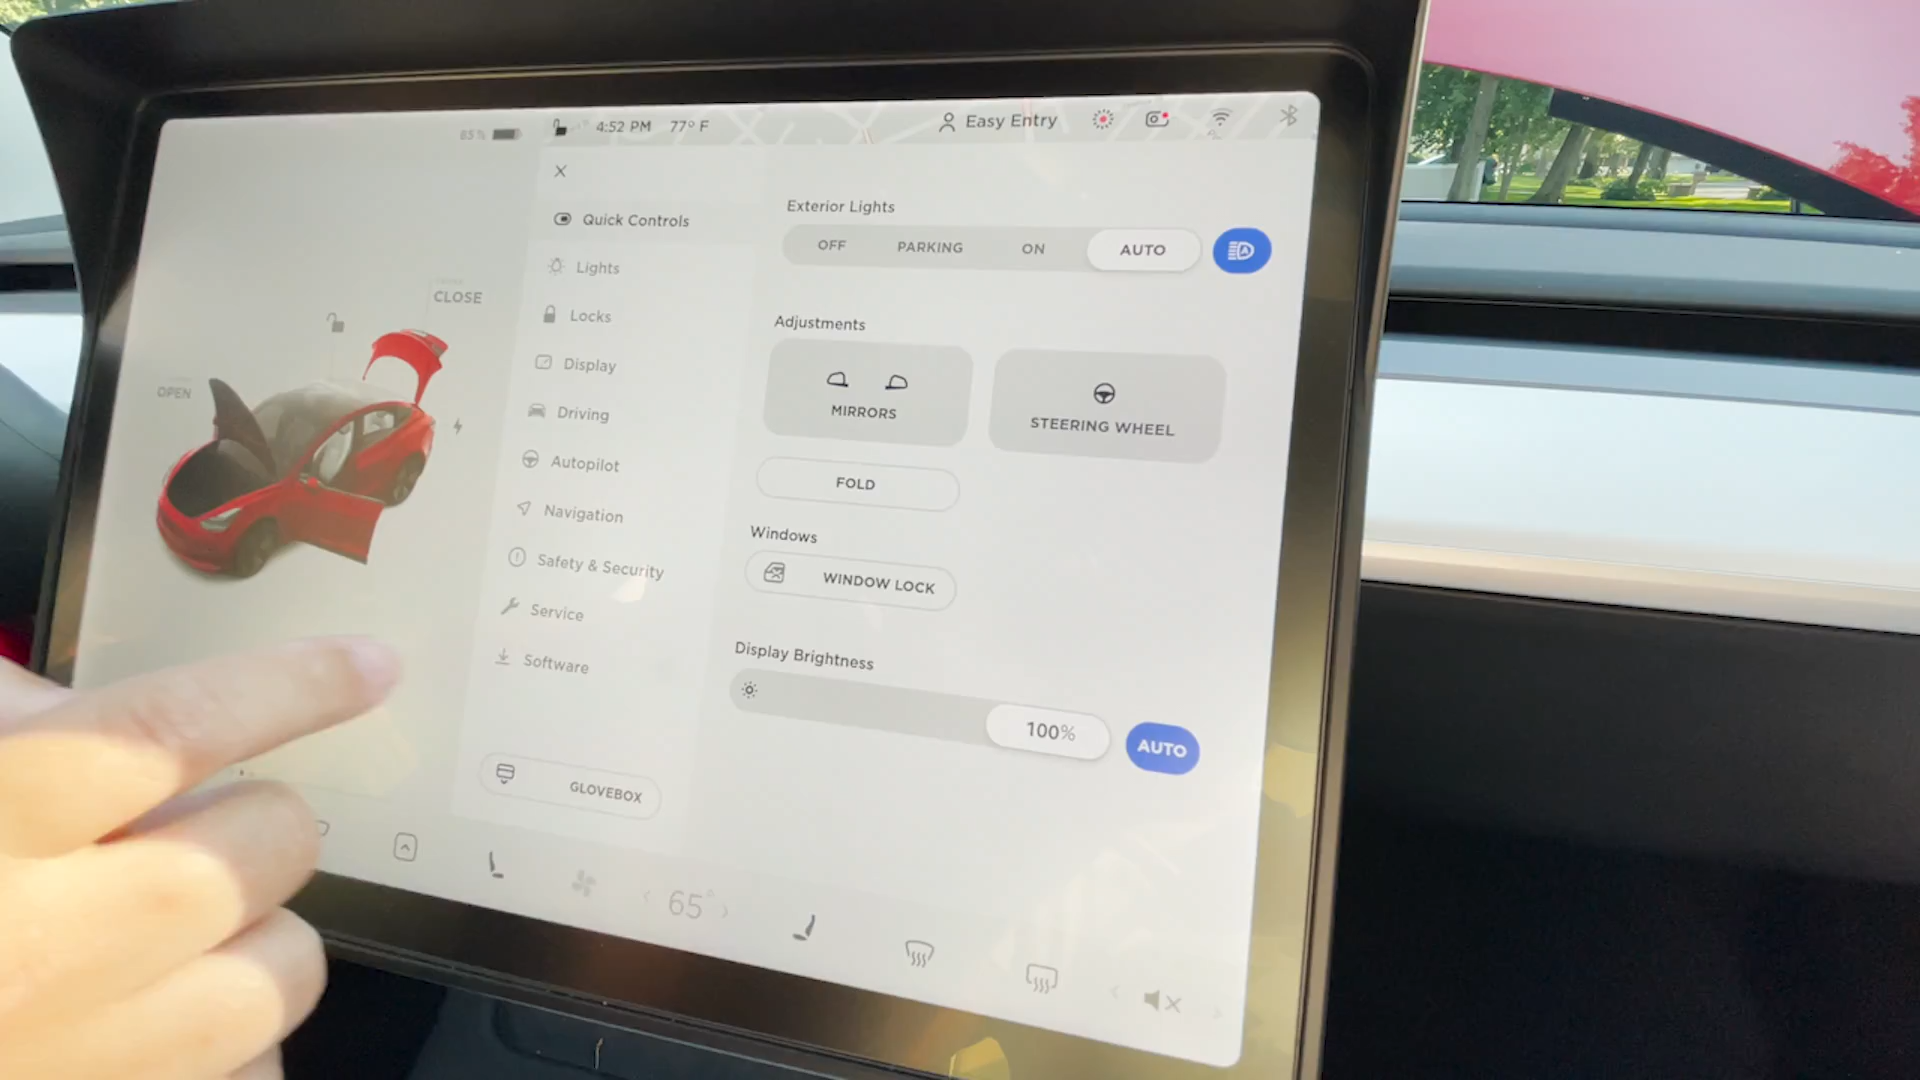 85% 4:52 PM 77° F Easy Entry
Quick Controls
Lights
Locks
Display
Driving
Autopilot
Navigation
Safety & Security
Service
Software
GLOVEBOX
CLOSE
OPEN
Exterior Lights
OFF PARKING ON AUTO
Adjustments
MIRRORS STEERING WHEEL
FOLD
Windows
WINDOW LOCK
Display Brightness
100% AUTO
65°